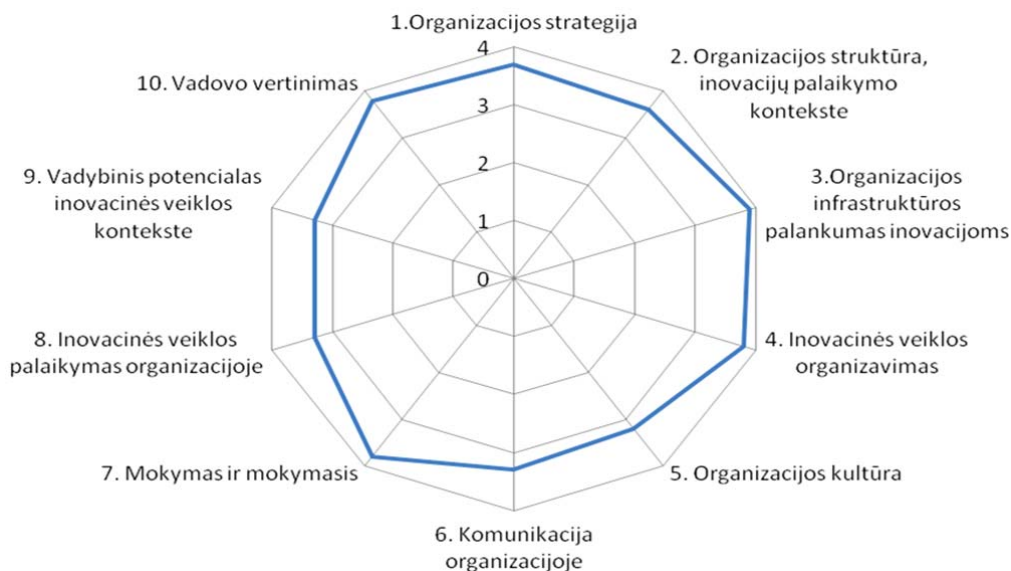 1.Organizacijos strategija
4
3
2
1
0
2. Organizacijos struktūra,
inovacijų palaikymo
kontekste
3.Organizacijos
infrastruktūros
palankumas inovacijoms
4. Inovacinės veiklos
organizavimas
5. Organizacijos kultūra
6. Komunikacija
organizacijoje
7. Mokymas ir mokymasis
8. Inovacinės veiklos
palaikymas organizacijoje
9. Vadybinis potencialas
inovacinės veiklos
kontekste
10. Vadovo vertinimas